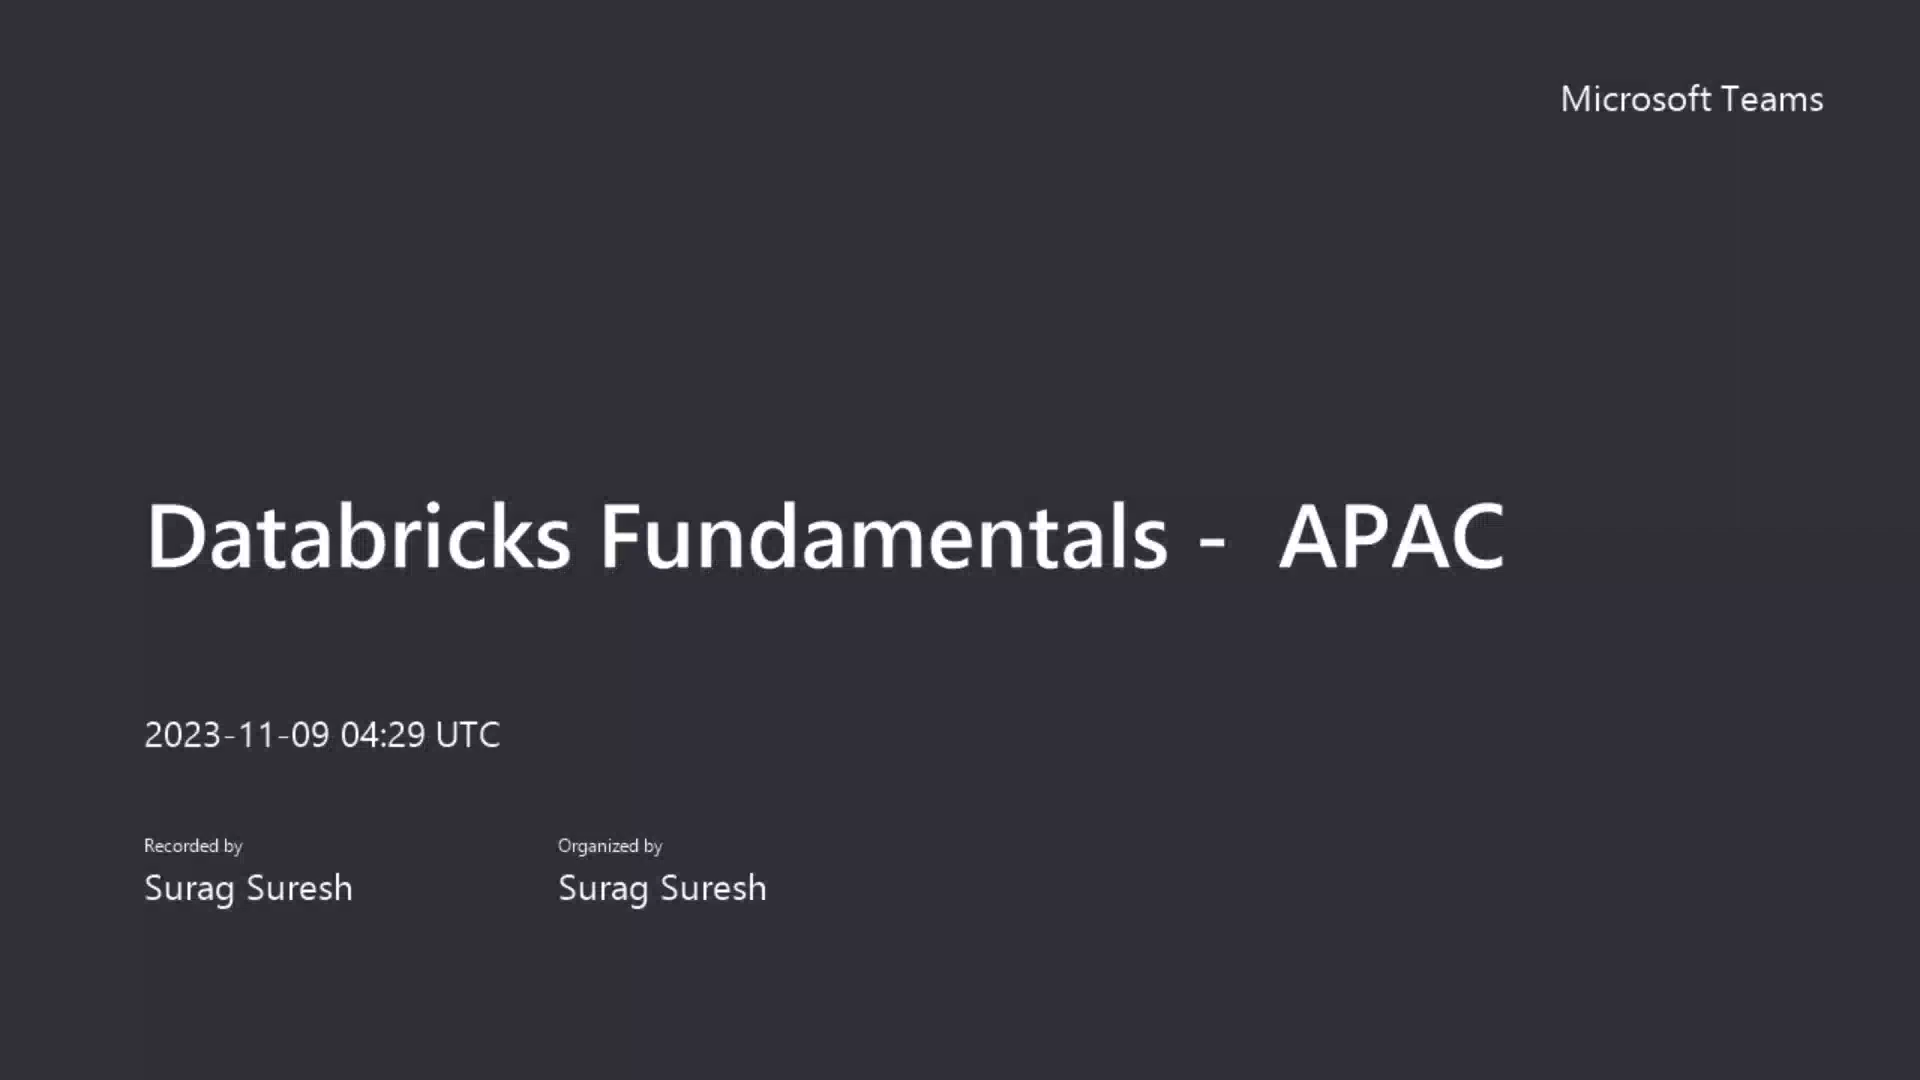 Microsoft Teams
Databricks Fundamentals -  APAC
2023-11-09 04:29 UTC
Recorded by
Surag Suresh
Organized by
Surag Suresh